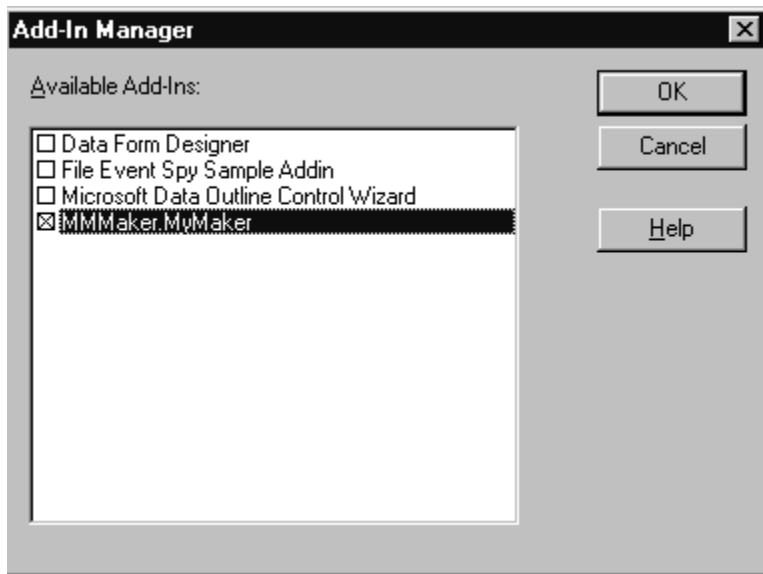 Add-In Manager
Available Add-Ins:
OK
Data Form Designer
Cancel
File Event Spy Sample Addin
Microsoft Data Outline Control Wizard
MMMaker.MyMaker
Help